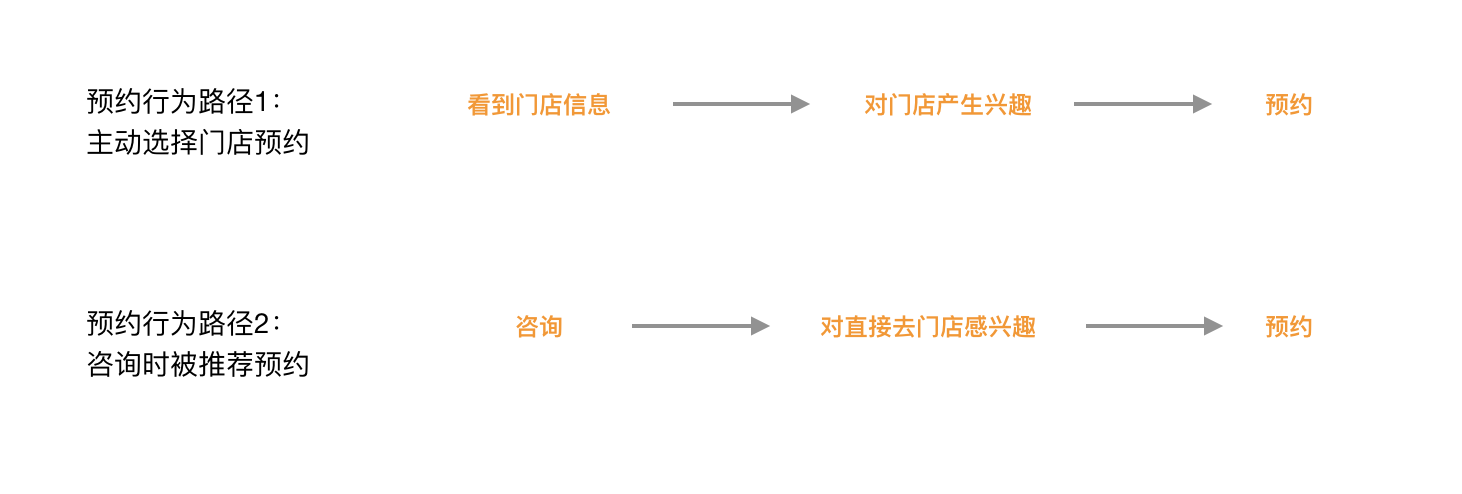 预约行为路径1：
主动选择门店预约
看到门店信息
对门店产生兴趣
预约
预约行为路径2：
咨询时被推荐预约
咨询
对直接去门店感兴趣
预约